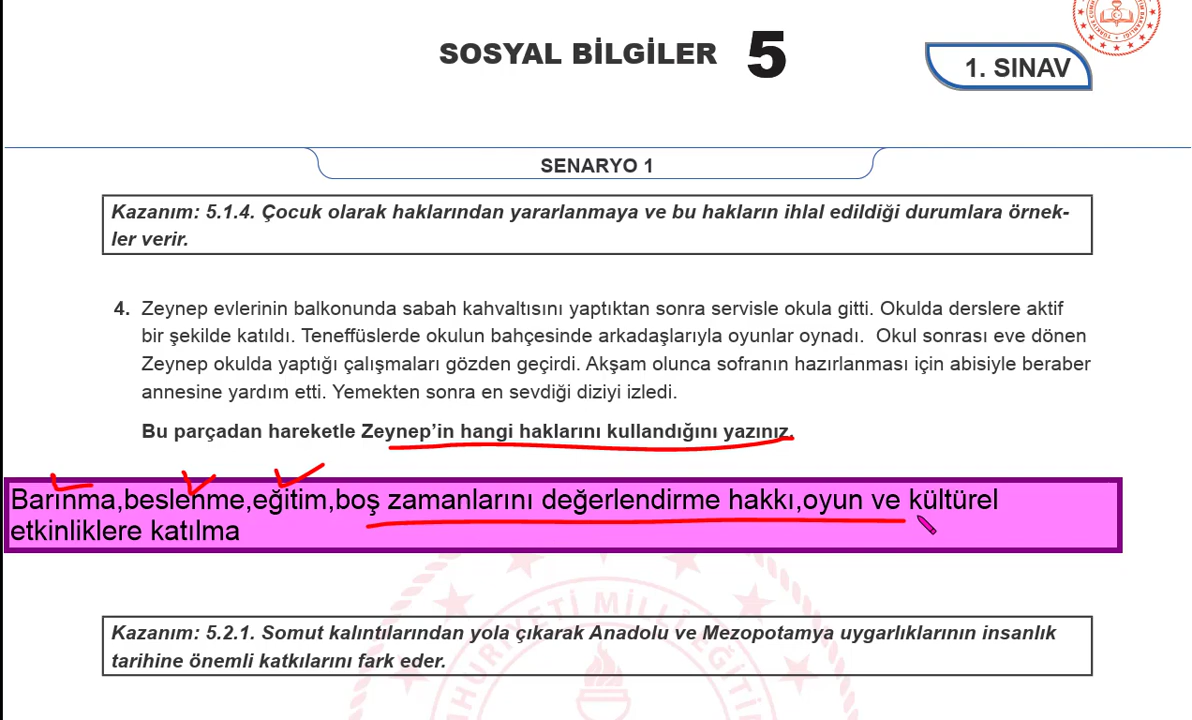 SOSYAL BİLGİLER 5
1. SINAV
SENARYO 1
Kazanım: 5.1.4. Çocuk olarak haklarından yararlanmaya ve bu hakların ihlal edildiği durumlara örnek-
ler verir.
4. Zeynep evlerinin balkonunda sabah kahvaltısını yaptıktan sonra servisle okula gitti. Okulda derslere aktif
bir şekilde katıldı. Teneffüslerde okulun bahçesinde arkadaşlarıyla oyunlar oynadı. Okul sonrası eve dönen
Zeynep okulda yaptığı çalışmaları gözden geçirdi. Akşam olunca sofranın hazırlanması için abisiyle beraber
annesine yardım etti. Yemekten sonra en sevdiği diziyi izledi.
Bu parçadan hareketle Zeynep’in hangi haklarını kullandığını yazınız.
Barınma,beslenme,eğitim,boş zamanlarını değerlendirme hakkı,oyun ve kültürel
etkinliklere katılma
Kazanım: 5.2.1. Somut kalıntılarından yola çıkarak Anadolu ve Mezopotamya uygarlıklarının insanlık
tarihine önemli katkılarını fark eder.